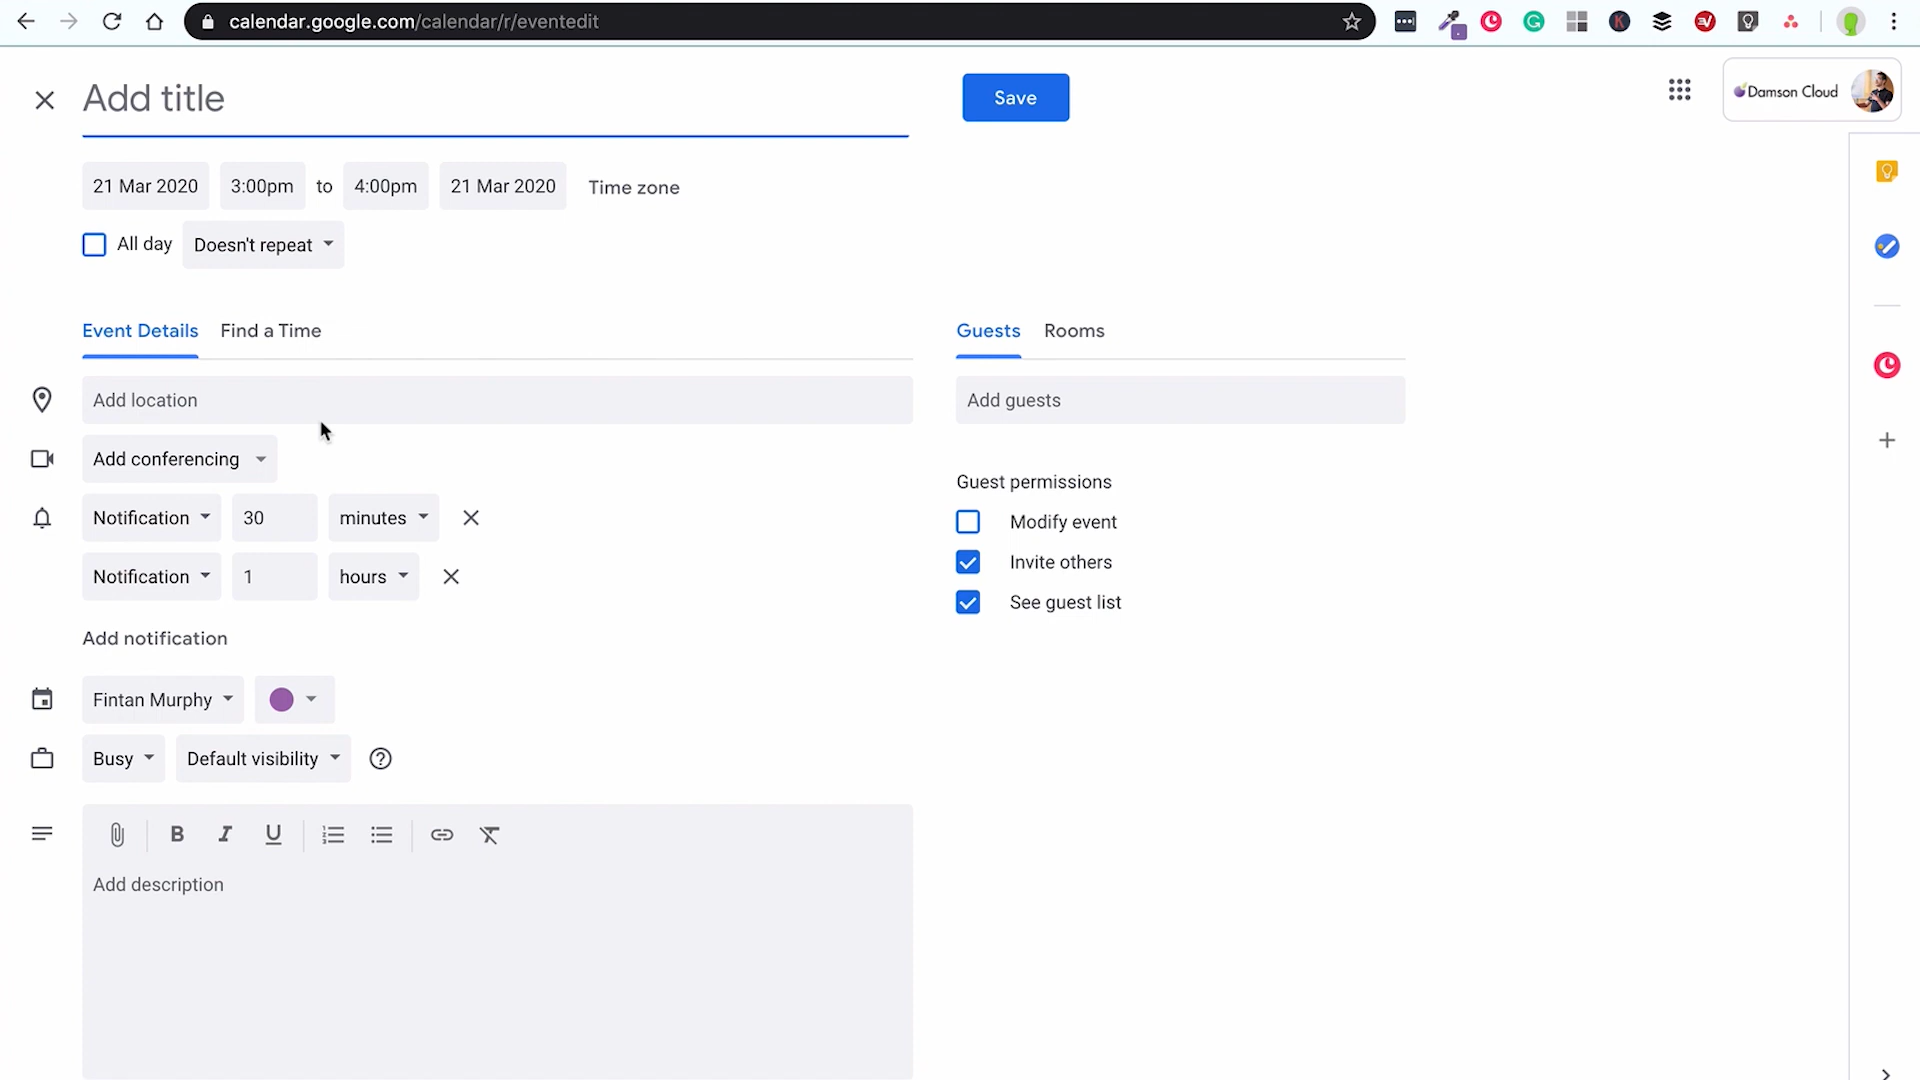 calendar.google.com/calendar/r/eventedit
Add title
Save
Damson Cloud
21 Mar 2020 3:00pm to 4:00pm 21 Mar 2020 Time zone
All day Doesn't repeat
Event Details Find a Time
Guests Rooms
Add location
Add guests
Add conferencing
Guest permissions
Notification 30 minutes
Modify event
Invite others
Notification 1 hours
See guest list
Add notification
Fintan Murphy
Busy Default visibility
B I U
Add description